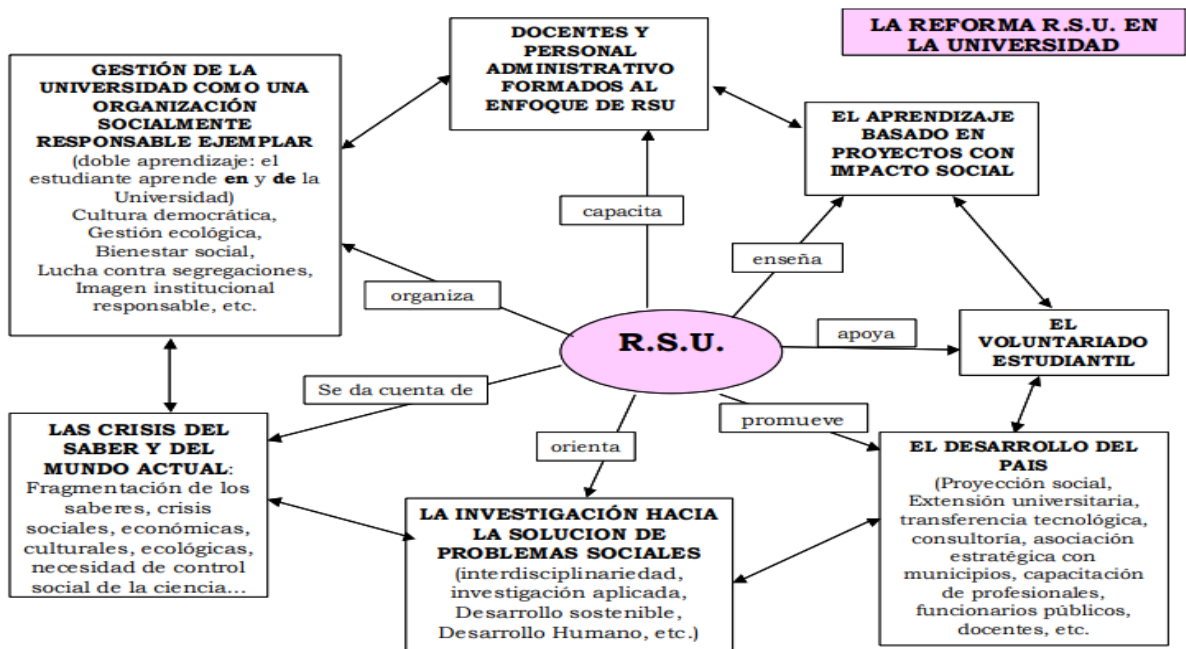 LA REFORMA R.S.U. EN
LA UNIVERSIDAD
DOCENTES Y
PERSONAL
ADMINISTRATIVO
FORMADOS AL
ENFOQUE DE RSU
GESTIÓN DE LA
UNIVERSIDAD COMO UNA
ORGANIZACIÓN
SOCIALMENTE
RESPONSABLE EJEMPLAR
(doble aprendizaje: el
estudiante aprende en y de la
Universidad)
Cultura democrática,
Gestión ecológica,
Bienestar social,
Lucha contra segregaciones,
Imagen institucional
responsable, etc.
EL APRENDIZAJE
BASADO EN
PROYECTOS CON
IMPACTO SOCIAL
capacita
enseña
organiza
R.S.U.
apoya
EL
VOLUNTARIADO
ESTUDIANTIL
Se da cuenta de
promueve
orienta
LAS CRISIS DEL
SABER Y DEL
MUNDO ACTUAL:
Fragmentación de los
saberes, crisis
sociales, económicas,
culturales, ecológicas,
necesidad de control
social de la ciencia...
LA INVESTIGACIÓN HACIA
LA SOLUCION DE
PROBLEMAS SOCIALES
(interdisciplinariedad,
investigación aplicada,
Desarrollo sostenible,
Desarrollo Humano, etc.)
EL DESARROLLO DEL
PAIS
(Proyección social,
Extensión universitaria,
transferencia tecnológica,
consultoría, asociación
estratégica con
municipios, capacitación
de profesionales,
funcionarios públicos,
docentes, etc.